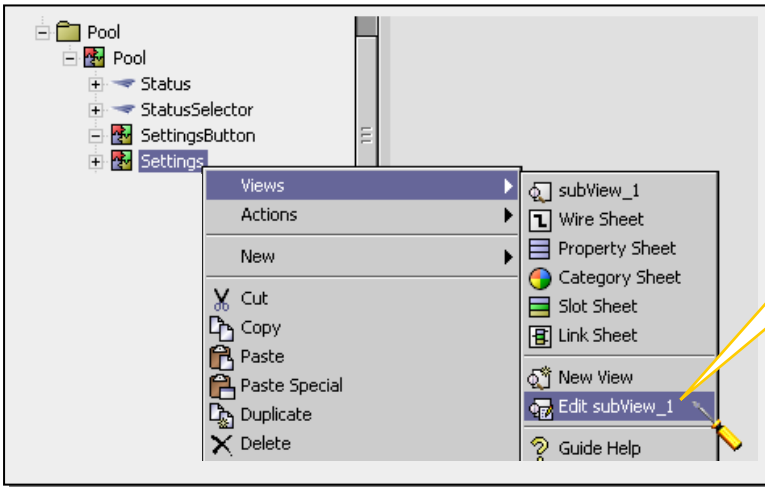 Pool
Pool
Status
StatusSelector
SettingsButton
Settings
Views
Actions
New
Cut
Copy
Paste
Paste Special
Duplicate
Delete
subView_1
Wire Sheet
Property Sheet
Category Sheet
Slot Sheet
Link Sheet
New View
Edit subView_1
Guide Help